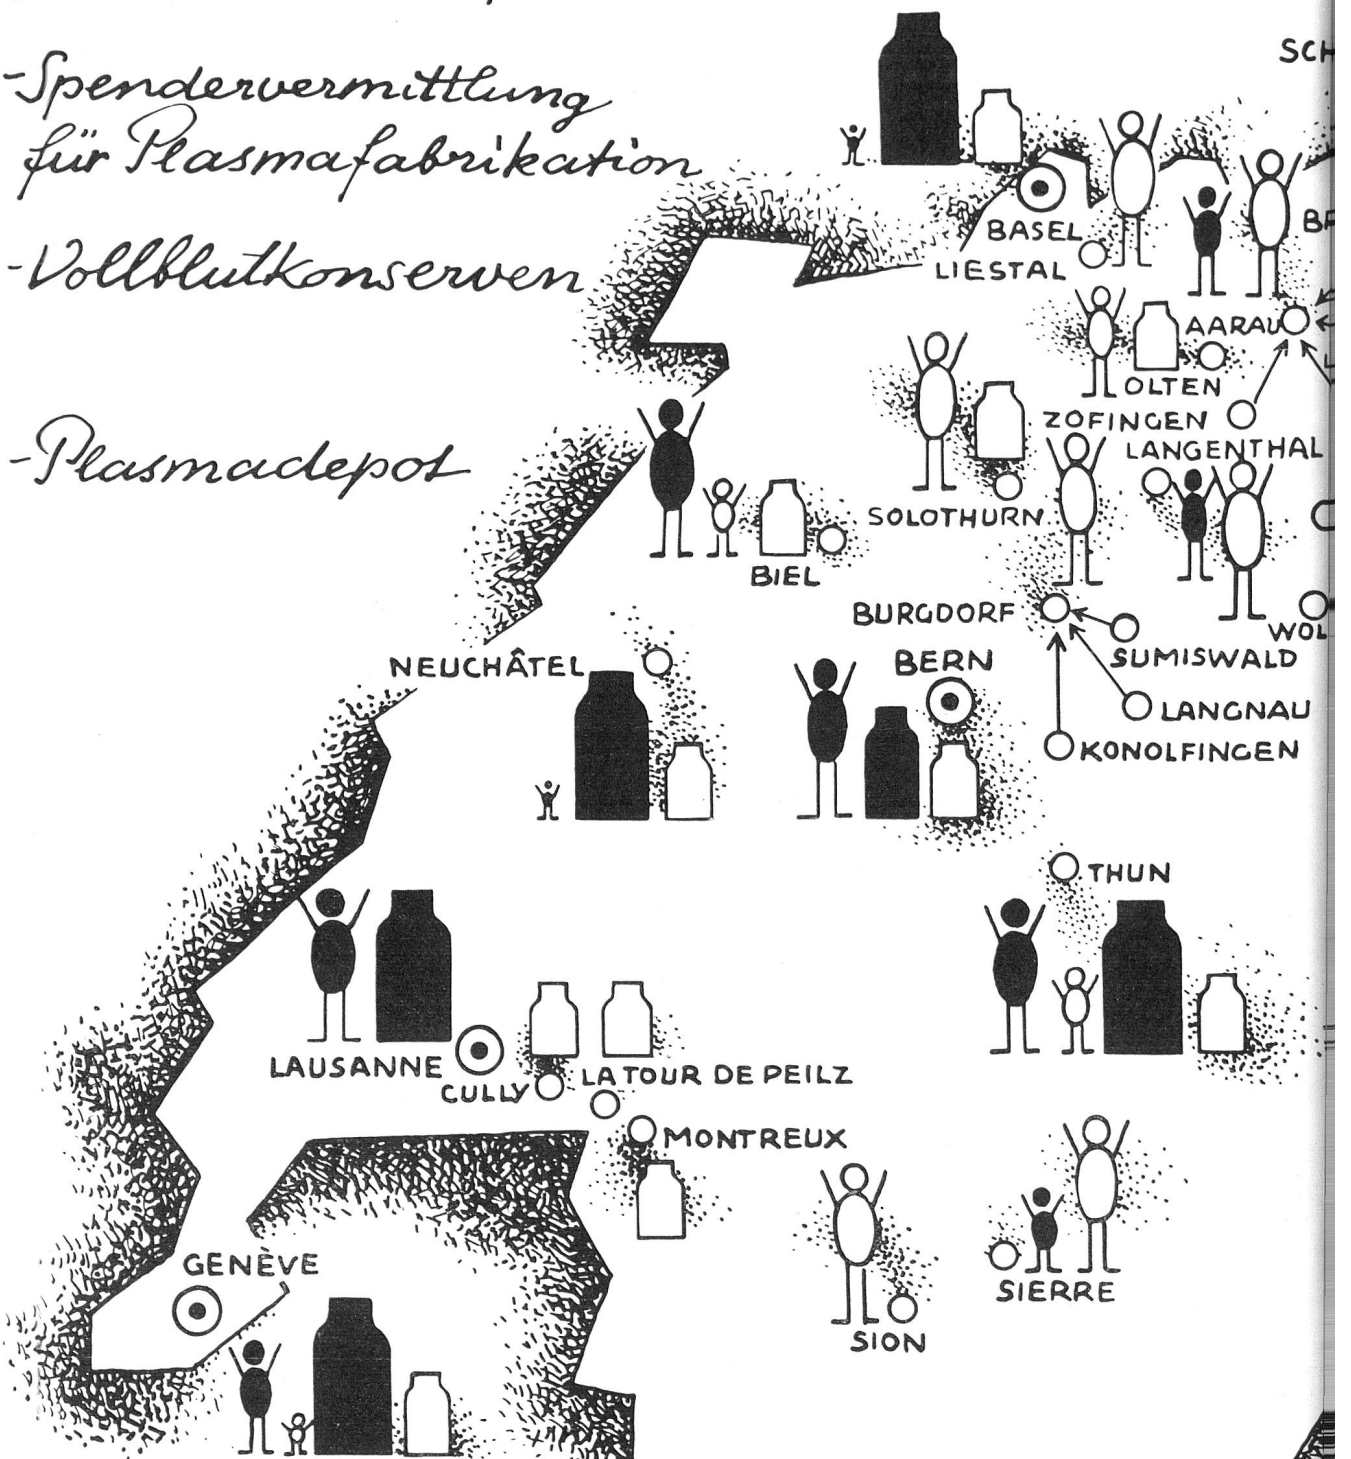 -Spendervermittlung
für Plasmafabrikation
-Vollblutkonserven
-Plasmadepot
BASEL
LIESTAL
AARAU
OLTEN
ZOFINGEN
LANGENTHAL
SOLOTHURN
BIEL
BURGDORF
SUMISWALD
NEUCHÂTEL
BERN
LANGNAU
KONOLFINGEN
THUN
LAUSANNE
CULLY
LA TOUR DE PEILZ
MONTREUX
GENÈVE
SIERRE
SION